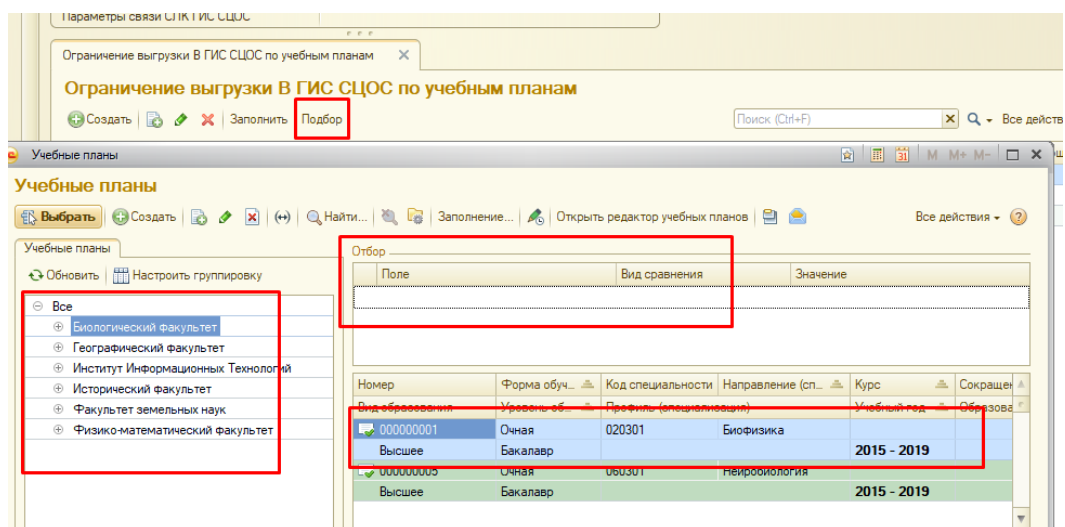 Параметры связи СПК ГИС СЦОС
Ограничение выгрузки В ГИС СЦОС по учебным планам
Ограничение выгрузки В ГИС СЦОС по учебным планам
Создать Заполнить Подбор Поиск (Ctrl+F) Все действ
Учебные планы M M+ M-
Учебные планы
Выбрать Создать Найти... Заполнение... Открыть редактор учебных планов Все действия
Учебные планы
Обновить Настроить группировку
Все
Биологический факультет
Географический факультет
Институт Информационных Технологий
Исторический факультет
Факультет земельных наук
Физико-математический факультет
Отбор
Поле Вид сравнения Значение
Номер Форма обуч... Код специальности Направление (сп... Курс Сокращен
Вид образования Уровень об... Профиль (специализация) Учебный год Образова
000000001 Очная 020301 Биофизика
Высшее Бакалавр 2015 - 2019
000000005 Очная 060301 Нейробиология
Высшее Бакалавр 2015 - 2019